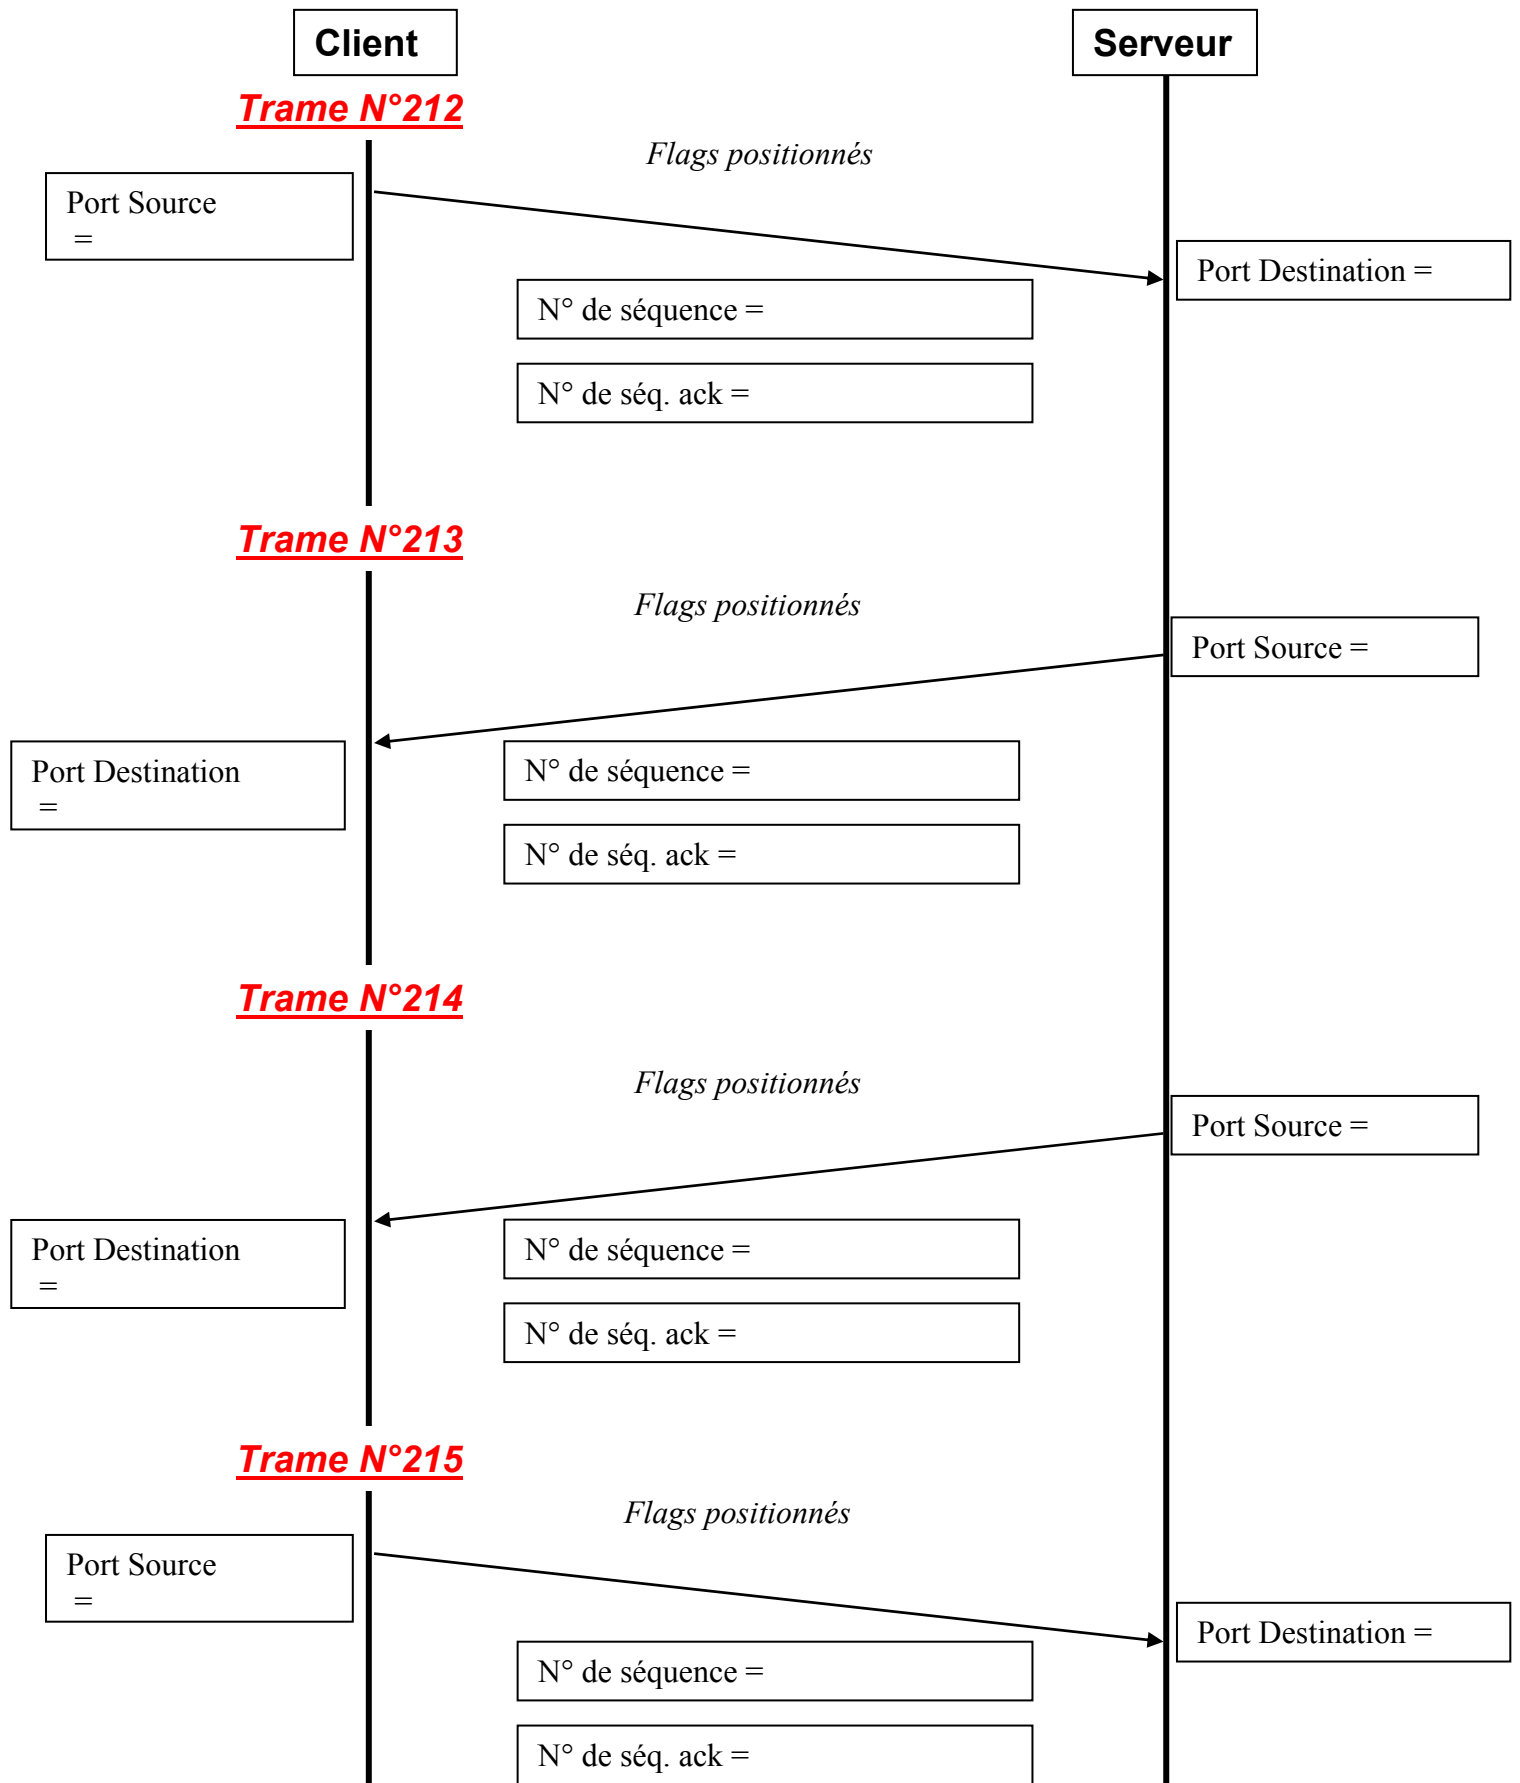 Client
Serveur
Trame N°212
Flags positionnés
Port Source
=
Port Destination =
N° de séquence =
N° de séq. ack =
Trame N°213
Flags positionnés
Port Source =
Port Destination
=
N° de séquence =
N° de séq. ack =
Trame N°214
Flags positionnés
Port Source =
Port Destination
=
N° de séquence =
N° de séq. ack =
Trame N°215
Flags positionnés
Port Source
=
Port Destination =
N° de séquence =
N° de séq. ack =